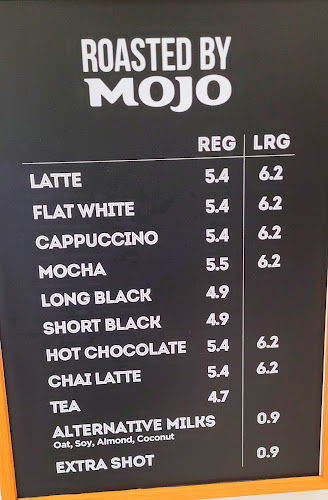 ROASTED BY
MOJO
REG LRG
LATTE 5.4 6.2
FLAT WHITE 5.4 6.2
CAPPUCCINO 5.4 6.2
MOCHA 5.5 6.2
LONG BLACK 4.9
SHORT BLACK 4.9
HOT CHOCOLATE 5.4 6.2
CHAI LATTE 5.4 6.2
TEA 4.7
ALTERNATIVE MILKS 0.9
Oat, Soy, Almond, Coconut
EXTRA SHOT 0.9